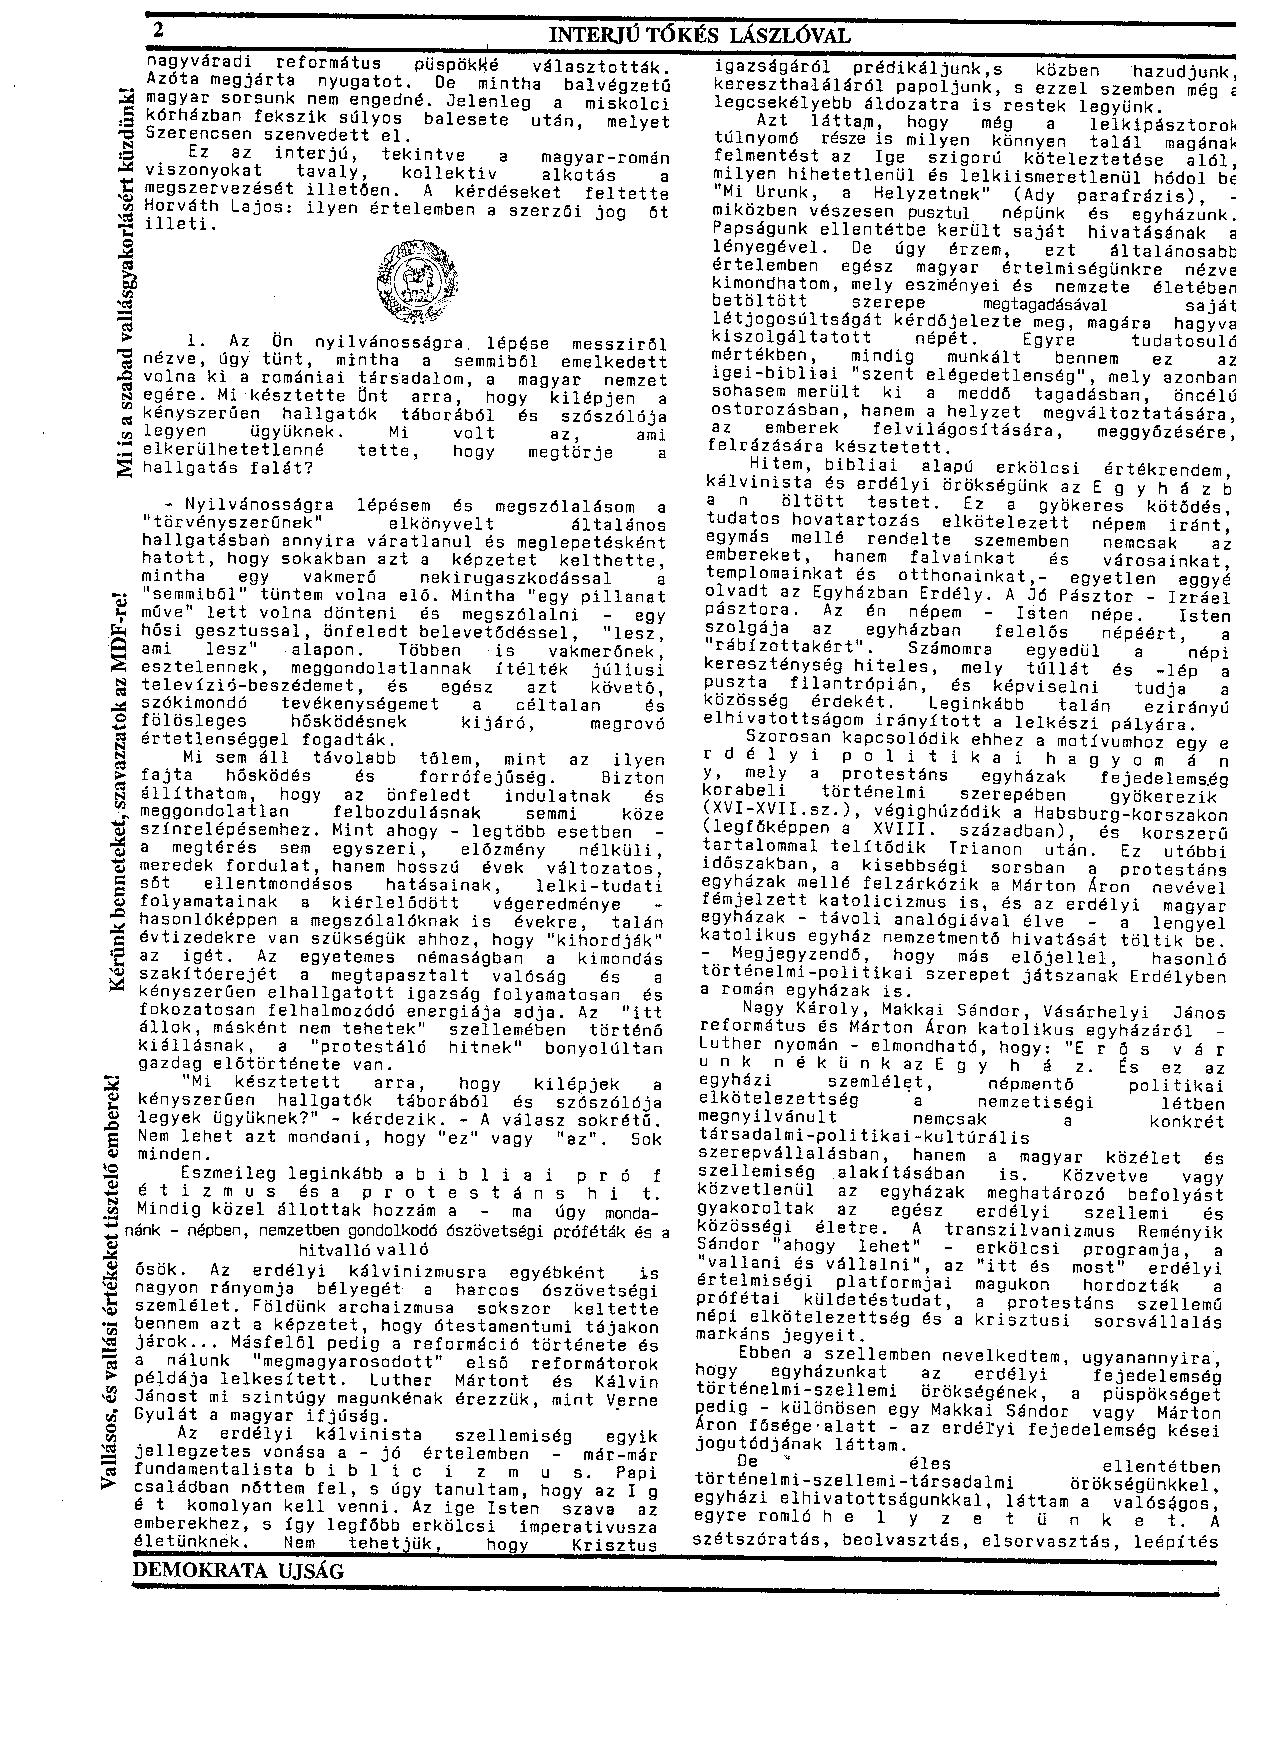 2
INTERJÚ TŐKÉS LÁSZLÓVAL
nagyváradi református püspökké választották.
Azóta megjárta nyugatot. De mintha balvégzetű
magyar sorsunk nem engedné. Jelenleg a miskolci
kórházban fekszik súlyos balesete után, melyet
Szerencsen szenvedett el.
Ez az interjú, tekintve a magyar-román
viszonyokat tavaly, kollektiv alkotás a
megszervezését illetően. A kérdéseket feltette
Horváth Lajos: ilyen értelemben a szerzői jog őt
illeti.
1. Az Ön nyilvánosságra lépése messziről
nézve, úgy tünt, mintha a semmiből emelkedett
volna ki a romániai társadalom, a magyar nemzet
egére. Mi késztette Önt arra, hogy kilépjen a
kényszerűen hallgatók táborából és szószólója
legyen ügyüknek. Mi volt az, ami
elkerülhetetlenné tette, hogy megtörje a
hallgatás falát?
- Nyilvánosságra lépésem és megszólalásom a
"törvényszerűnek" elkönyvelt általános
hallgatásban annyira váratlanul és meglepetésként
hatott, hogy sokakban azt a képzetet kelthette,
mintha egy vakmerő nekirugaszkodással a
"semmiből" tüntem volna elő. Mintha "egy pillanat
műve" lett volna dönteni és megszólalni - egy
hősi gesztussal, önfeledt belevetődéssel, "lesz,
ami lesz" alapon. Többen is vakmerőnek,
esztelennek, meggondolatlannak ítélték júliusi
televízió-beszédemet, és egész azt követő,
szókimondó tevékenységemet a céltalan és
fölösleges hősködésnek kijáró, megrovó
értetlenséggel fogadták.
Mi sem áll távolabb tőlem, mint az ilyen
fajta hősködés és forrófejűség. Bizton
állíthatom, hogy az önfeledt indulatnak és
meggondolatlan felbozdulásnak semmi köze
színrelépésemhez. Mint ahogy - legtöbb esetben -
a megtérés sem egyszeri, előzmény nélküli,
meredek fordulat, hanem hosszú évek változatos,
sőt ellentmondásos hatásainak, lelki-tudati
folyamatainak a kiérlelődött végeredménye -
hasonlóképpen a megszólalóknak is évekre, talán
évtizedekre van szükségük ahhoz, hogy "kihordják"
az igét. Az egyetemes némaságban a kimondás
szakítóerejét a megtapasztalt valóság és a
kényszerűen elhallgatott igazság folyamatosan és
fokozatosan felhalmozódó energiája adja. Az "itt
állok, másként nem tehetek" szellemében történő
kiállásnak, a "protestáló hitnek" bonyolúltan
gazdag előtörténete van.
"Mi késztetett arra, hogy kilépjek a
kényszerűen hallgatók táborából és szószólója
legyek ügyüknek?" - kérdezik. - A válasz sokrétű.
Nem lehet azt mondani, hogy "ez" vagy "az". Sok
minden.
Eszmeileg leginkább a b i b l i a i p r ó f
é t i z m u s és a p r o t e s t á n s h i t.
Mindig közel állottak hozzám a - ma úgy monda-
nánk - népben, nemzetben gondolkodó ószövetségi próféták és a
hitvalló valló
ősök. Az erdélyi kálvinizmusra egyébként is
nagyon rányomja bélyegét a harcos ószövetségi
szemlélet. Földünk archaizmusa sokszor keltette
bennem azt a képzetet, hogy ótestamentumi tájakon
járok... Másfelől pedig a reformáció története és
a nálunk "megmagyarosodott" első reformátorok
példája lelkesített. Luther Mártont és Kálvin
Jánost mi szintúgy magunkénak érezzük, mint Verne
Gyulát a magyar ifjúság.
Az erdélyi kálvinista szellemiség egyik
jellegzetes vonása a - jó értelemben - már-már
fundamentalista b i b l i c i z m u s. Papi
családban nőttem fel, s úgy tanultam, hogy az I g
é t komolyan kell venni. Az ige Isten szava az
emberekhez, s így legfőbb erkölcsi imperativusza
életünknek. Nem tehetjük, hogy Krisztus
igazságáról prédikáljunk,s közben hazudjunk,
kereszthaláláról papoljunk, s ezzel szemben még
legcsekélyebb áldozatra is restek legyünk.
Azt láttam, hogy még a lelkipásztorok
túlnyomó része is milyen könnyen talál magának
felmentést az Ige szigorú köteleztetése alól,
milyen hihetetlenül és lelkiismeretlenül hódol be
"Mi Urunk, a Helyzetnek" (Ady parafrázis), -
miközben vészesen pusztul népünk és egyházunk.
Papságunk ellentétbe került saját hivatásának a
lényegével. De úgy érzem, ezt általánosabb
értelemben egész magyar értelmiségünkre nézve
kimondhatom, mely eszményei és nemzete életében
betöltött szerepe megtagadásával saját
létjogosúltságát kérdőjelezte meg, magára hagyva
kiszolgáltatott népét. Egyre tudatosuló
mértékben, mindig munkált bennem ez az
igei-bibliai "szent elégedetlenség", mely azonban
sohasem merült ki a meddő tagadásban, öncélú
ostorozásban, hanem a helyzet megváltoztatására,
az emberek felvilágosítására, meggyőzésére,
felrázására késztetett.
Hitem, bibliai alapú erkölcsi értékrendem,
kálvinista és erdélyi örökségünk az E g y h á z b
a n öltött testet. Ez a gyökeres kötődés,
tudatos hovatartozás elkötelezett népem iránt,
egymás mellé rendelte szememben nemcsak az
embereket, hanem falvainkat és városainkat,
templomainkat és otthonainkat,- egyetlen eggyé
olvadt az Egyházban Erdély. A Jó Pásztor - Izráel
pásztora. Az én népem - Isten népe. Isten
szolgája az egyházban felelős népéért, a
"rábízottakért". Számomra egyedül a népi
kereszténység hiteles, mely túllát és -lép a
puszta filantrópián, és képviselni tudja a
közösség érdekét. Leginkább talán ezirányú
elhivatottságom irányított a lelkészi pályára.
Szorosan kapcsolódik ehhez a motívumhoz egy e
r d é l y i p o l i t i k a i h a g y o m á n
y, mely a protestáns egyházak fejedelemség
korabeli történelmi szerepében gyökerezik
(XVI-XVII.sz.), végighúzódik a Habsburg-korszakon
(legfőképpen a XVIII. században), és korszerű
tartalommal telítődik Trianon után. Ez utóbbi
időszakban, a kisebbségi sorsban a protestáns
egyházak mellé felzárkózik a Márton Áron nevével
fémjelzett katolicizmus is, és az erdélyi magyar
egyházak - távoli analógiával élve - a lengyel
katolikus egyház nemzetmentő hivatását töltik be.
- Megjegyzendő, hogy más előjellel, hasonló
történelmi-politikai szerepet játszanak Erdélyben
a román egyházak is.
Nagy Károly, Makkai Sándor, Vásárhelyi János
református és Márton Áron katolikus egyházáról -
Luther nyomán - elmondható, hogy: "E r ő s v á r
u n k n é k ü n k az E g y h á z. És ez az
egyházi szemlélet, népmentő politikai
elkötelezettség a nemzetiségi létben
megnyilvánult nemcsak a konkrét
társadalmi-politikai-kultúrális
szerepvállalásban, hanem a magyar közélet és
szellemiség alakításában is. Közvetve vagy
közvetlenül az egyházak meghatározó befolyást
gyakoroltak az egész erdélyi szellemi és
közösségi életre. A transzilvanizmus Reményik
Sándor "ahogy lehet" - erkölcsi programja, a
"vallani és vállalni", az "itt és most" erdélyi
értelmiségi platformjai magukon hordozták a
prófétai küldetéstudat, a protestáns szellemű
népi elkötelezettség és a krisztusi sorsvállalás
markáns jegyeit.
Ebben a szellemben nevelkedtem, ugyanannyira,
hogy egyházunkat az erdélyi fejedelemség
történelmi-szellemi örökségének, a püspökséget
pedig - különösen egy Makkai Sándor vagy Márton
Áron fősége alatt - az erdélyi fejedelemség kései
jogutódjának láttam.
De éles ellentétben
történelmi-szellemi-társadalmi örökségünkkel,
egyházi elhivatottságunkkal, láttam a valóságos,
egyre romló h e l y z e t ü n k e t. A
szétszóratás, beolvasztás, elsorvasztás, leépítés
Mi is a szabad vallásgyakorlásért küzdünk!
Kérünk benneteket, szavazzatok az MDF-re!
Vallásos, és vallási értékeket tisztelő emberek!
DEMOKRATA UJSÁG